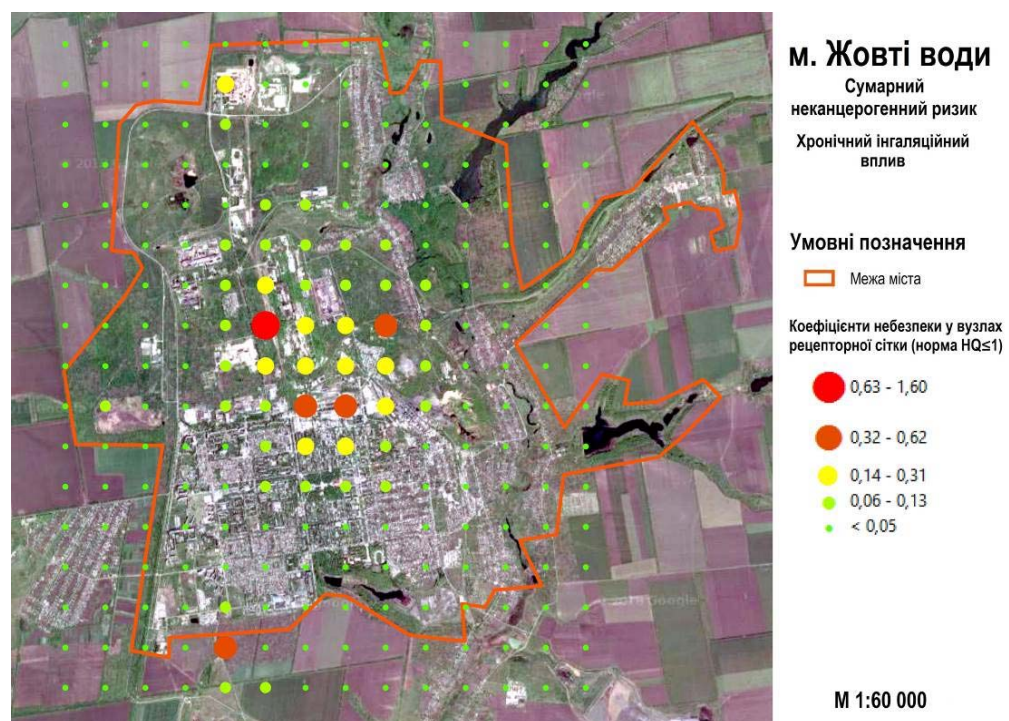 м. Жовті води
Сумарний
неканцерогенний ризик
Хронічний інгаляційний
вплив
Умовні позначення
Межа міста
Коефіцієнти небезпеки у вузлах
рецепторної сітки (норма HQ≤1)
0,63 - 1,60
0,32 - 0,62
0,14 - 0,31
0,06 - 0,13
< 0,05
М 1:60 000